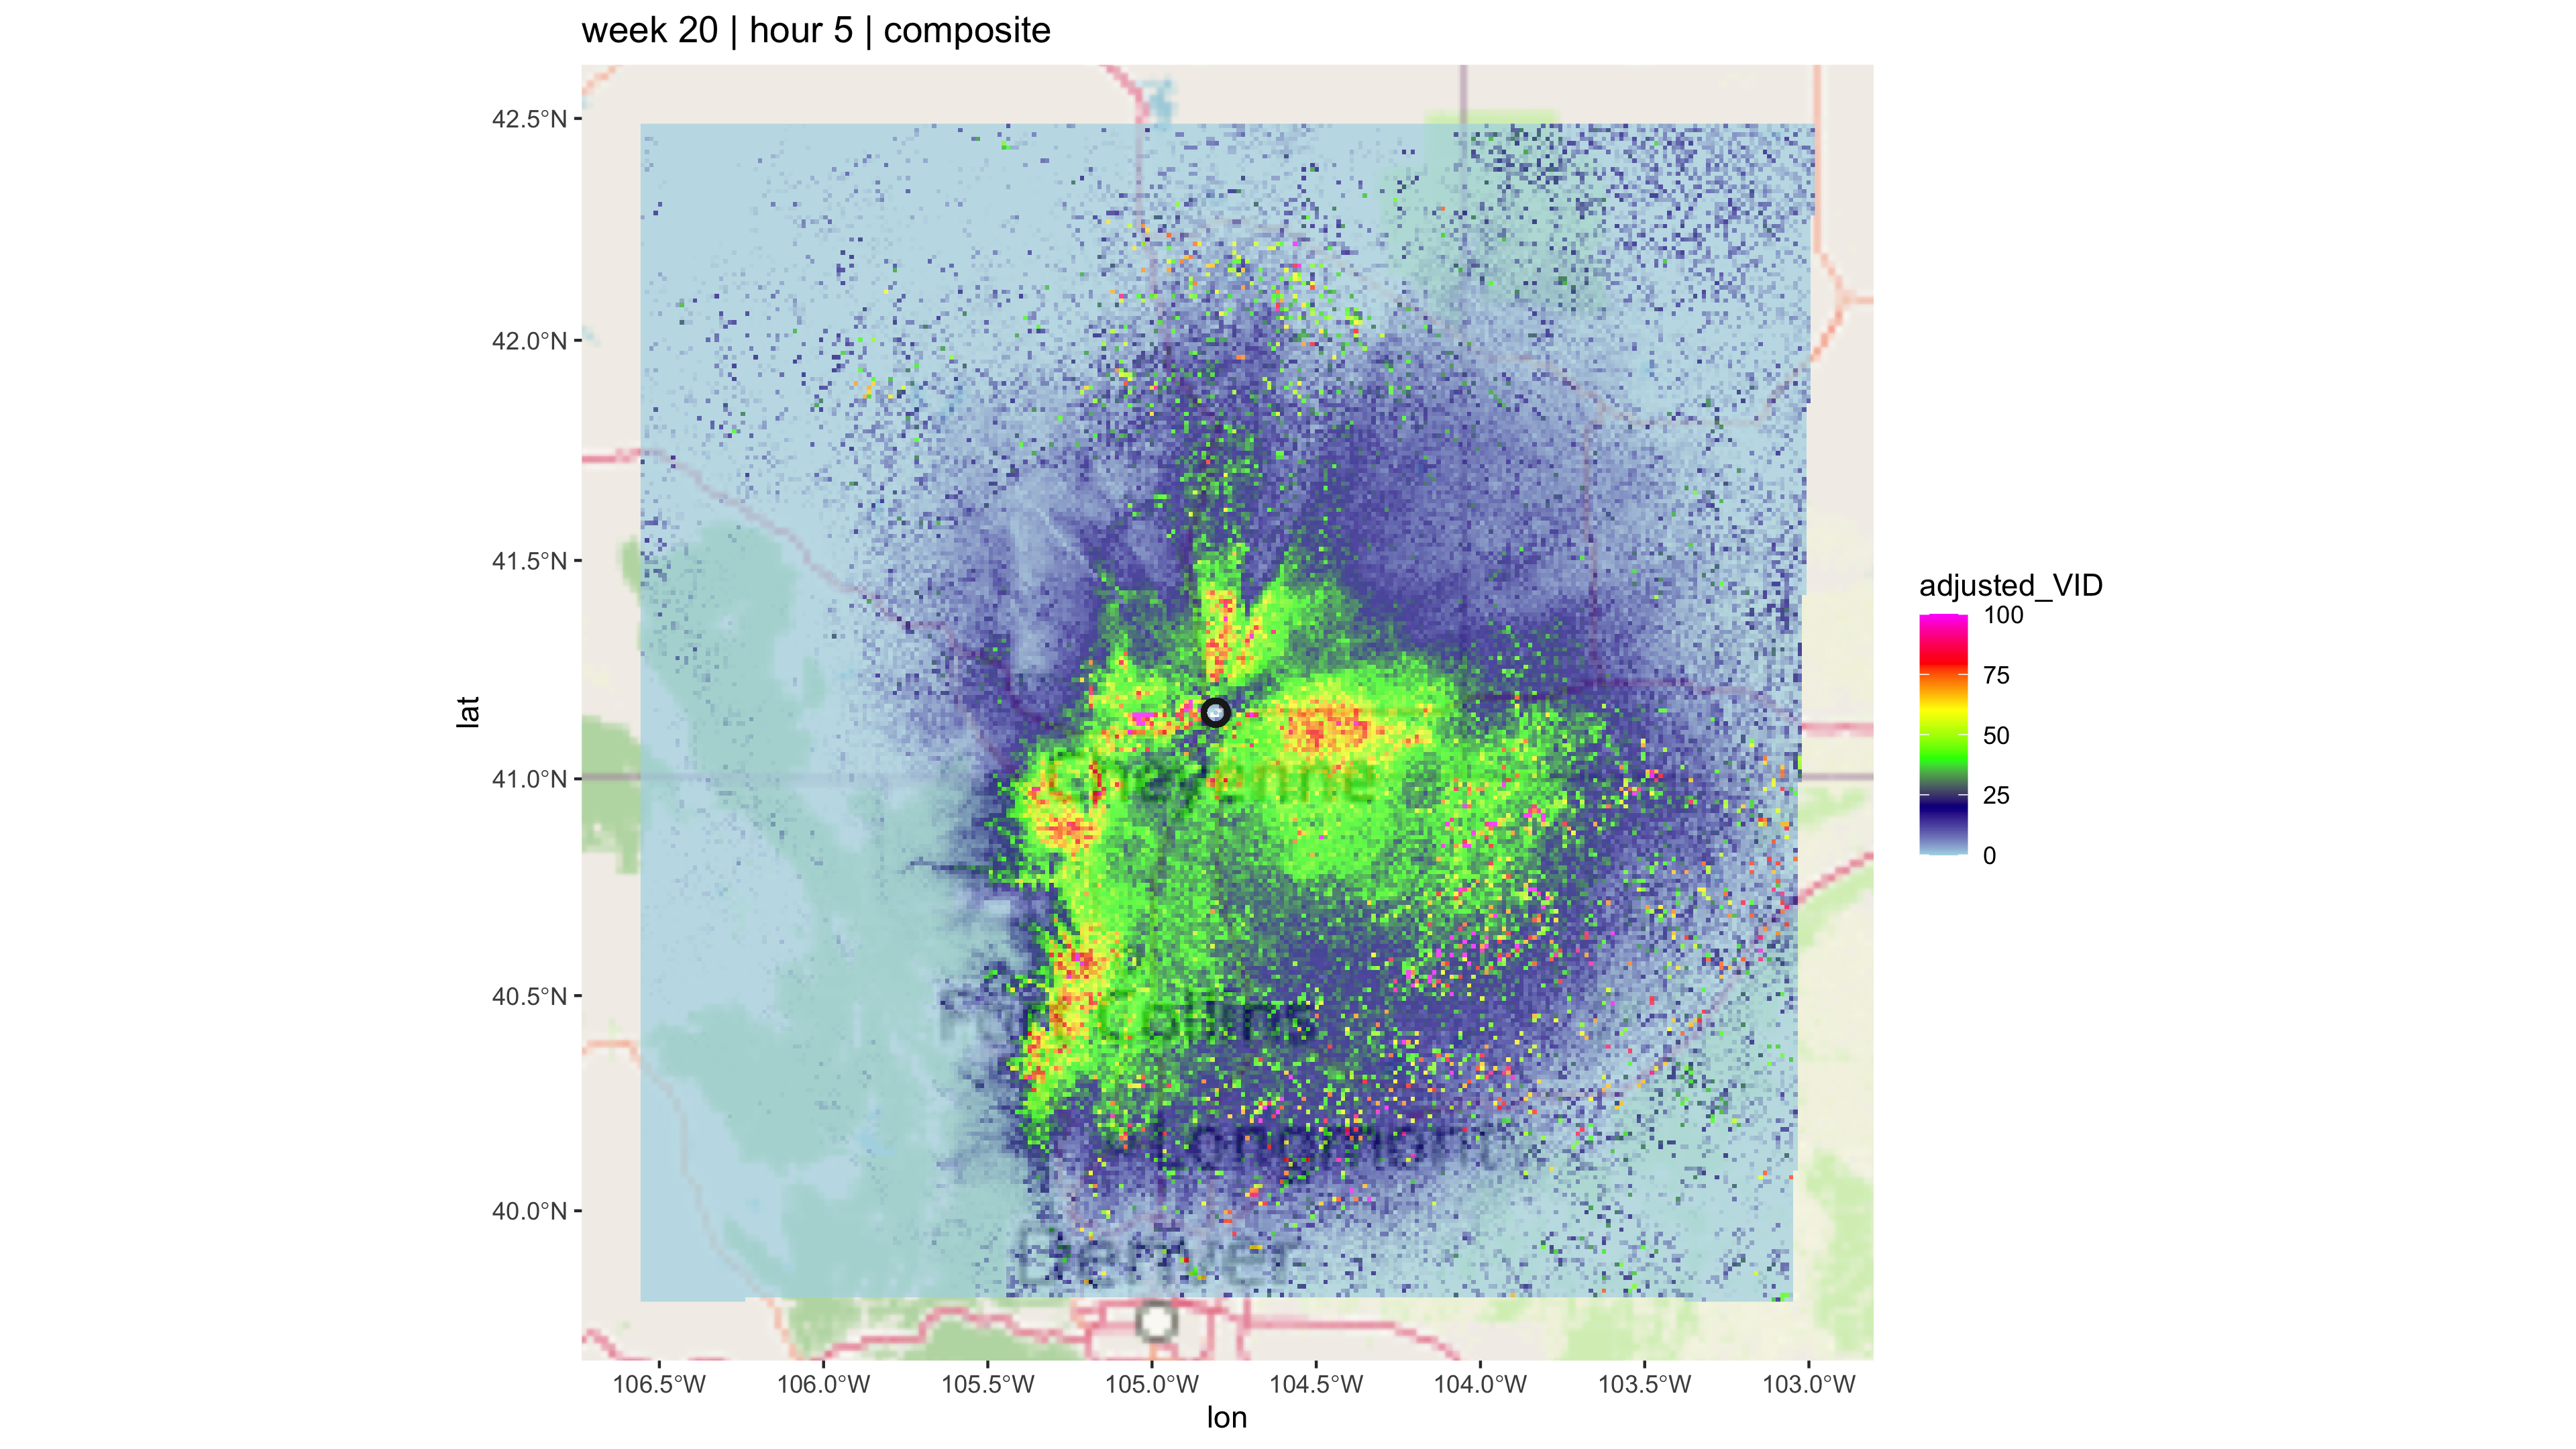 week 20 | hour 5 | composite
42.5°N
42.0°N
41.5°N
41.0°N
40.5°N
40.0°N
lat
Cheyenne
Fort Collins
Longmont
Denver
106.5°W 106.0°W 105.5°W 105.0°W 104.5°W 104.0°W 103.5°W 103.0°W
lon
adjusted_VID
100
75
50
25
0